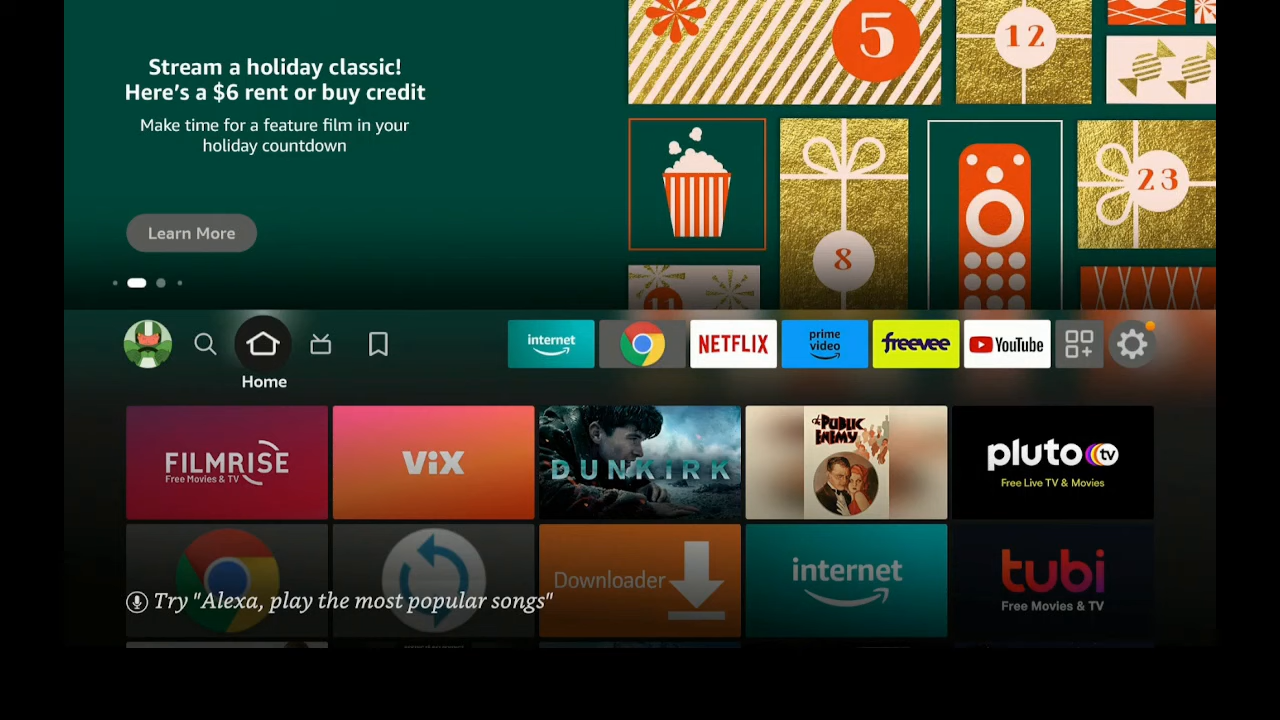 5
12
Stream a holiday classic!
Here's a $6 rent or buy credit
Make time for a feature film in your
holiday countdown
23
Learn More
8
11
internet
NETFLIX
prime
video
freevee
YouTube
Home
FILMRISE
Free Movies & TV
ViX
DUNKIRK
The PUBLIC
ENEMY
pluto tv
Free Live TV & Movies
Downloader
internet
tubi
Free Movies & TV
Try "Alexa, play the most popular songs"